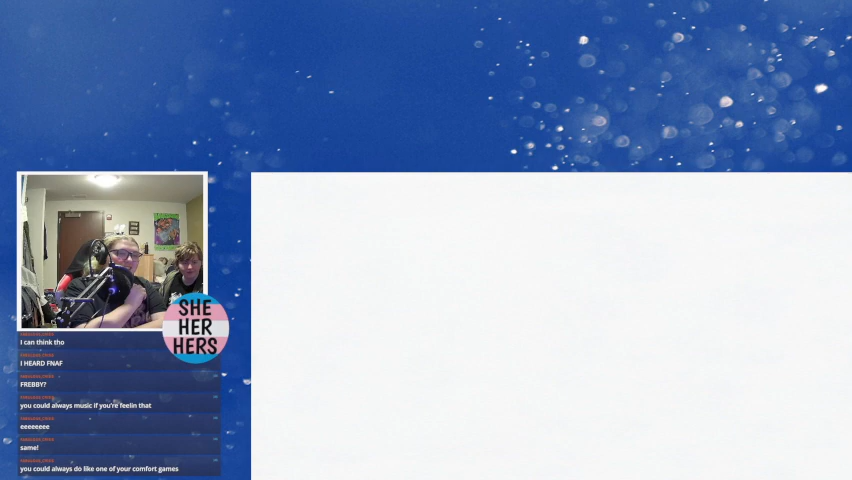 SHE
HER
HERS
I can think tho
I HEARD FNAF
FREBBY?
you could always music if you're feelin that
eeeeeeee
same!
you could always do like one of your comfort games